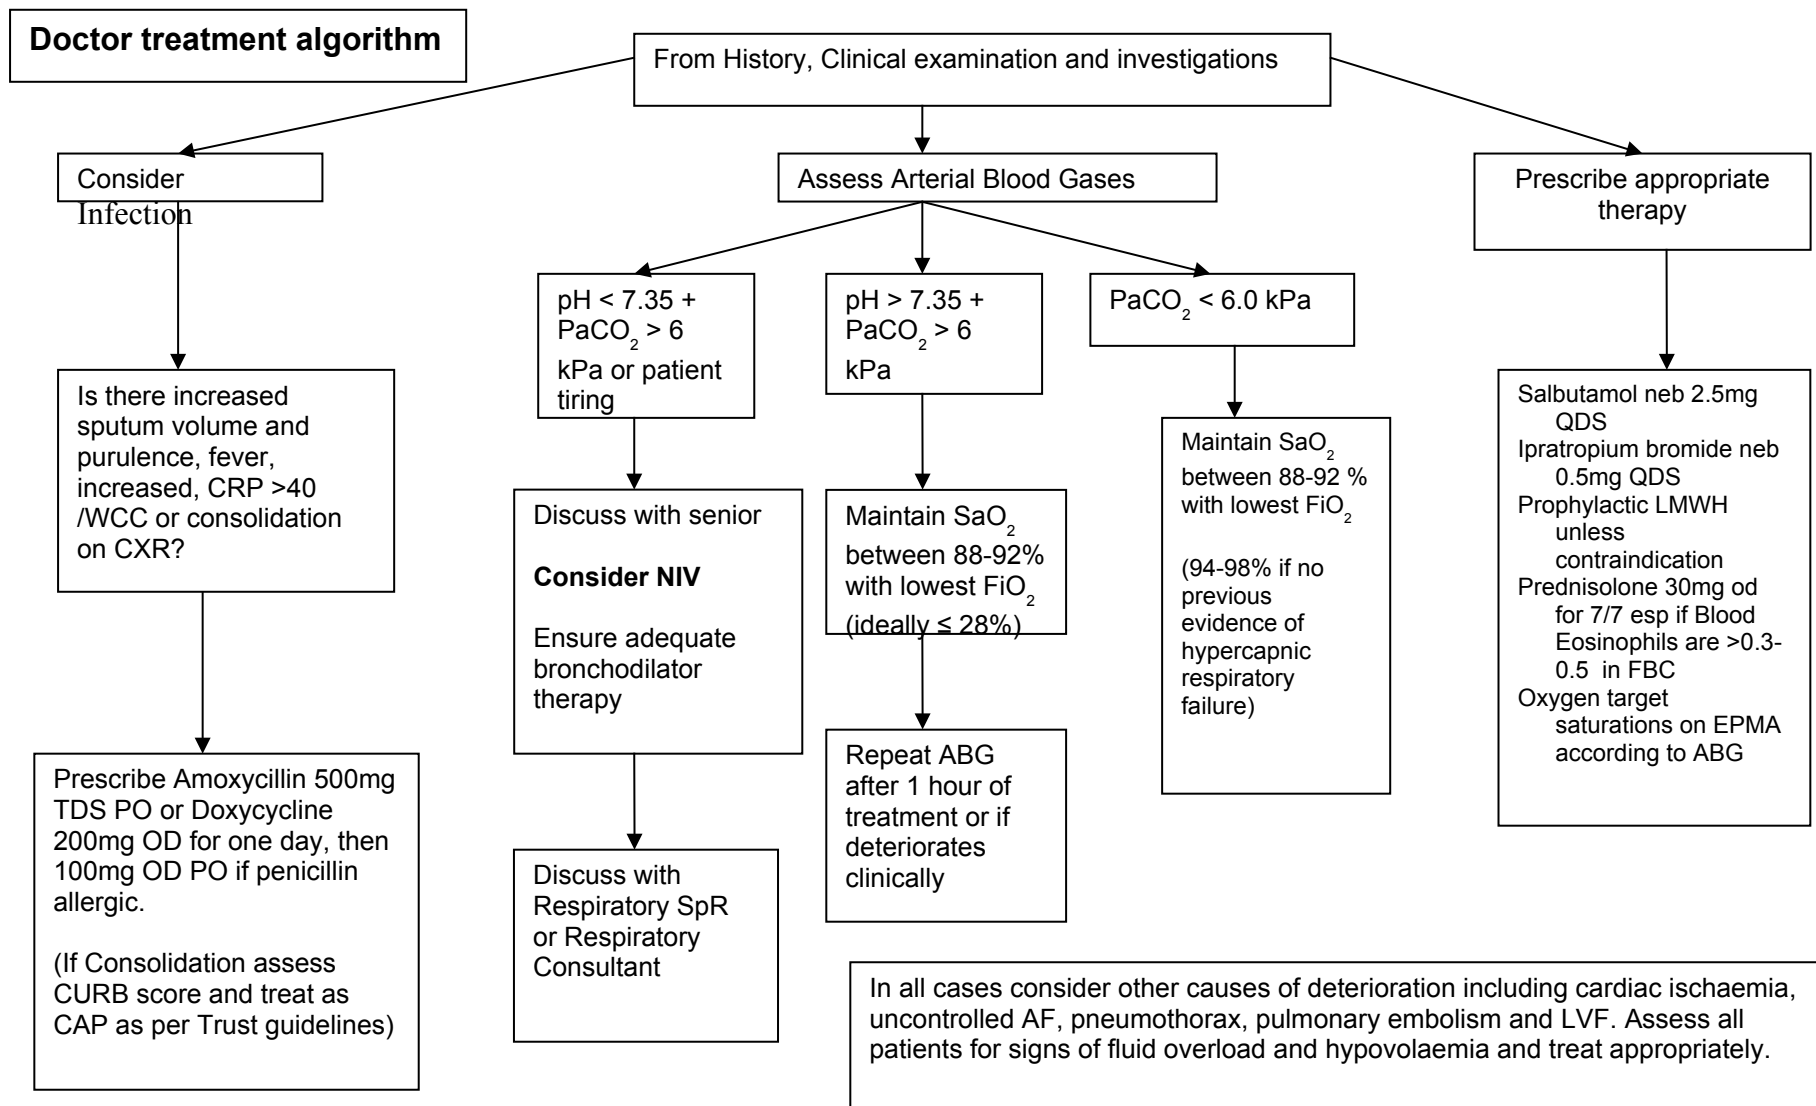 Doctor treatment algorithm
From History, Clinical examination and investigations
Consider
Infection
Assess Arterial Blood Gases
Prescribe appropriate
therapy
pH < 7.35 +
PaCO2 > 6
kPa or patient
tiring
pH > 7.35 +
PaCO2 > 6
kPa
PaCO2 < 6.0 kPa
Is there increased
sputum volume and
purulence, fever,
increased, CRP >40
/WCC or consolidation
on CXR?
Discuss with senior
Consider NIV
Ensure adequate
bronchodilator
therapy
Maintain SaO2
between 88-92%
with lowest FiO2
(ideally ≤ 28%)
Maintain SaO2
between 88-92 %
with lowest FiO2
(94-98% if no
previous
evidence of
hypercapnic
respiratory
failure)
Salbutamol neb 2.5mg
QDS
Ipratropium bromide neb
0.5mg QDS
Prophylactic LMWH
unless
contraindication
Prednisolone 30mg od
for 7/7 esp if Blood
Eosinophils are >0.3-
0.5 in FBC
Oxygen target
saturations on EPMA
according to ABG
Prescribe Amoxycillin 500mg
TDS PO or Doxycycline
200mg OD for one day, then
100mg OD PO if penicillin
allergic.
(If Consolidation assess
CURB score and treat as
CAP as per Trust guidelines)
Discuss with
Respiratory SpR
or Respiratory
Consultant
Repeat ABG
after 1 hour of
treatment or if
deteriorates
clinically
In all cases consider other causes of deterioration including cardiac ischaemia,
uncontrolled AF, pneumothorax, pulmonary embolism and LVF. Assess all
patients for signs of fluid overload and hypovolaemia and treat appropriately.